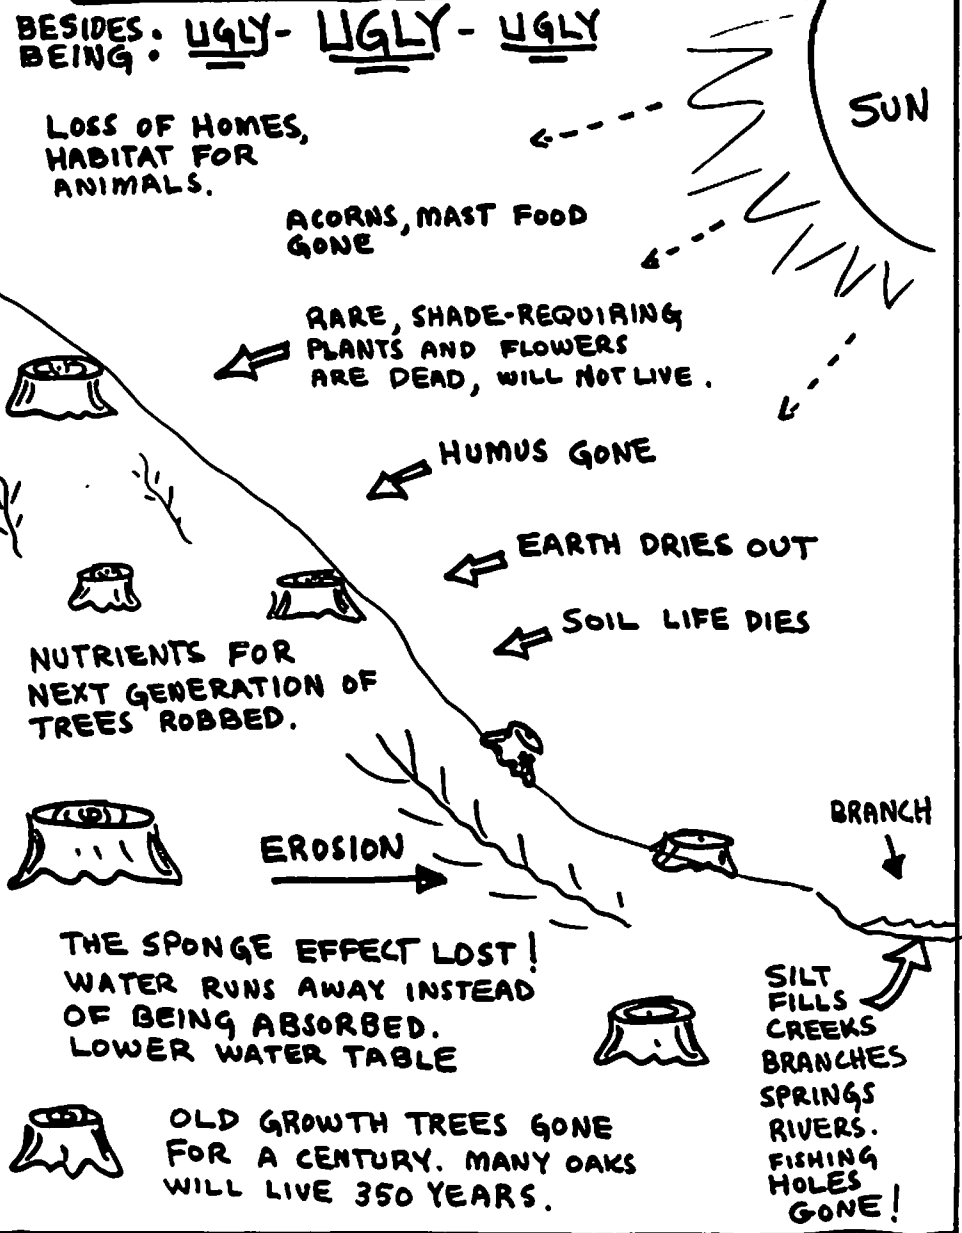 BESIDES. UGLY- UGLY- UGLY
BEING.
SUN
LOSS OF HOMES,
HABITAT FOR
ANIMALS.
ACORNS, MAST FOOD
GONE
RARE, SHADE-REQUIRING
PLANTS AND FLOWERS
ARE DEAD, WILL NOT LIVE.
HUMUS GONE
EARTH DRIES OUT
SOIL LIFE DIES
NUTRIENTS FOR
NEXT GENERATION OF
TREES ROBBED.
BRANCH
EROSION
THE SPONGE EFFECT LOST!
WATER RUNS AWAY INSTEAD
OF BEING ABSORBED.
LOWER WATER TABLE
SILT
FILLS
CREEKS
BRANCHES
SPRINGS
RIVERS.
FISHING
HOLES
GONE!
OLD GROWTH TREES GONE
FOR A CENTURY. MANY OAKS
WILL LIVE 350 YEARS.